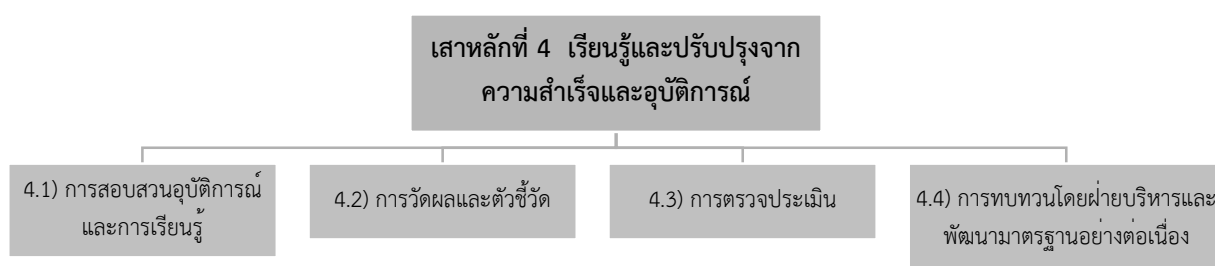 เสาหลักที่ 4 เรียนรู้และปรับปรุงจาก
ความสำเร็จและอุบัติการณ์
4.1) การสอบสวนอุบัติการณ์
และการเรียนรู้
4.2) การวัดผลและตัวชี้วัด
4.3) การตรวจประเมิน
4.4) การทบทวนโดยฝ่ายบริหารและ
พัฒนามาตรฐานอย่างต่อเนื่อง